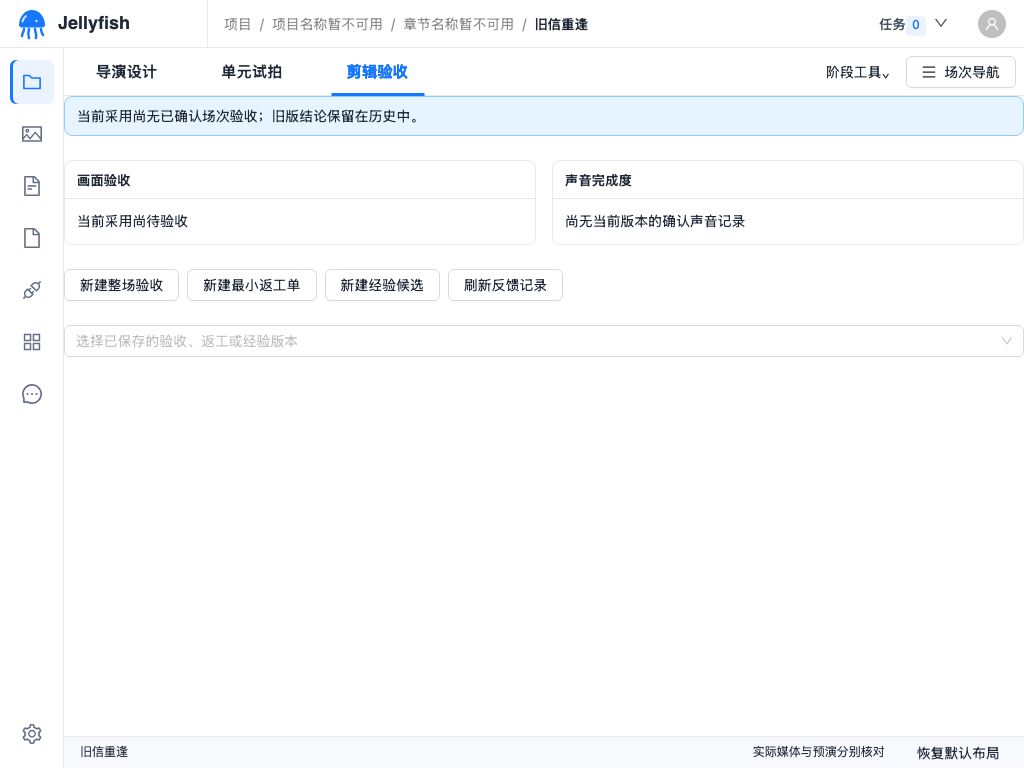 Jellyfish
项目 / 项目名称暂不可用 / 章节名称暂不可用 / 旧信重逢
任务 0
导演设计 单元试拍 剪辑验收
阶段工具 场次导航
当前采用尚无已确认场次验收；旧版结论保留在历史中。
画面验收
当前采用尚待验收
声音完成度
尚无当前版本的确认声音记录
新建整场验收 新建最小返工单 新建经验候选 刷新反馈记录
选择已保存的验收、返工或经验版本
旧信重逢
实际媒体与预演分别核对
恢复默认布局